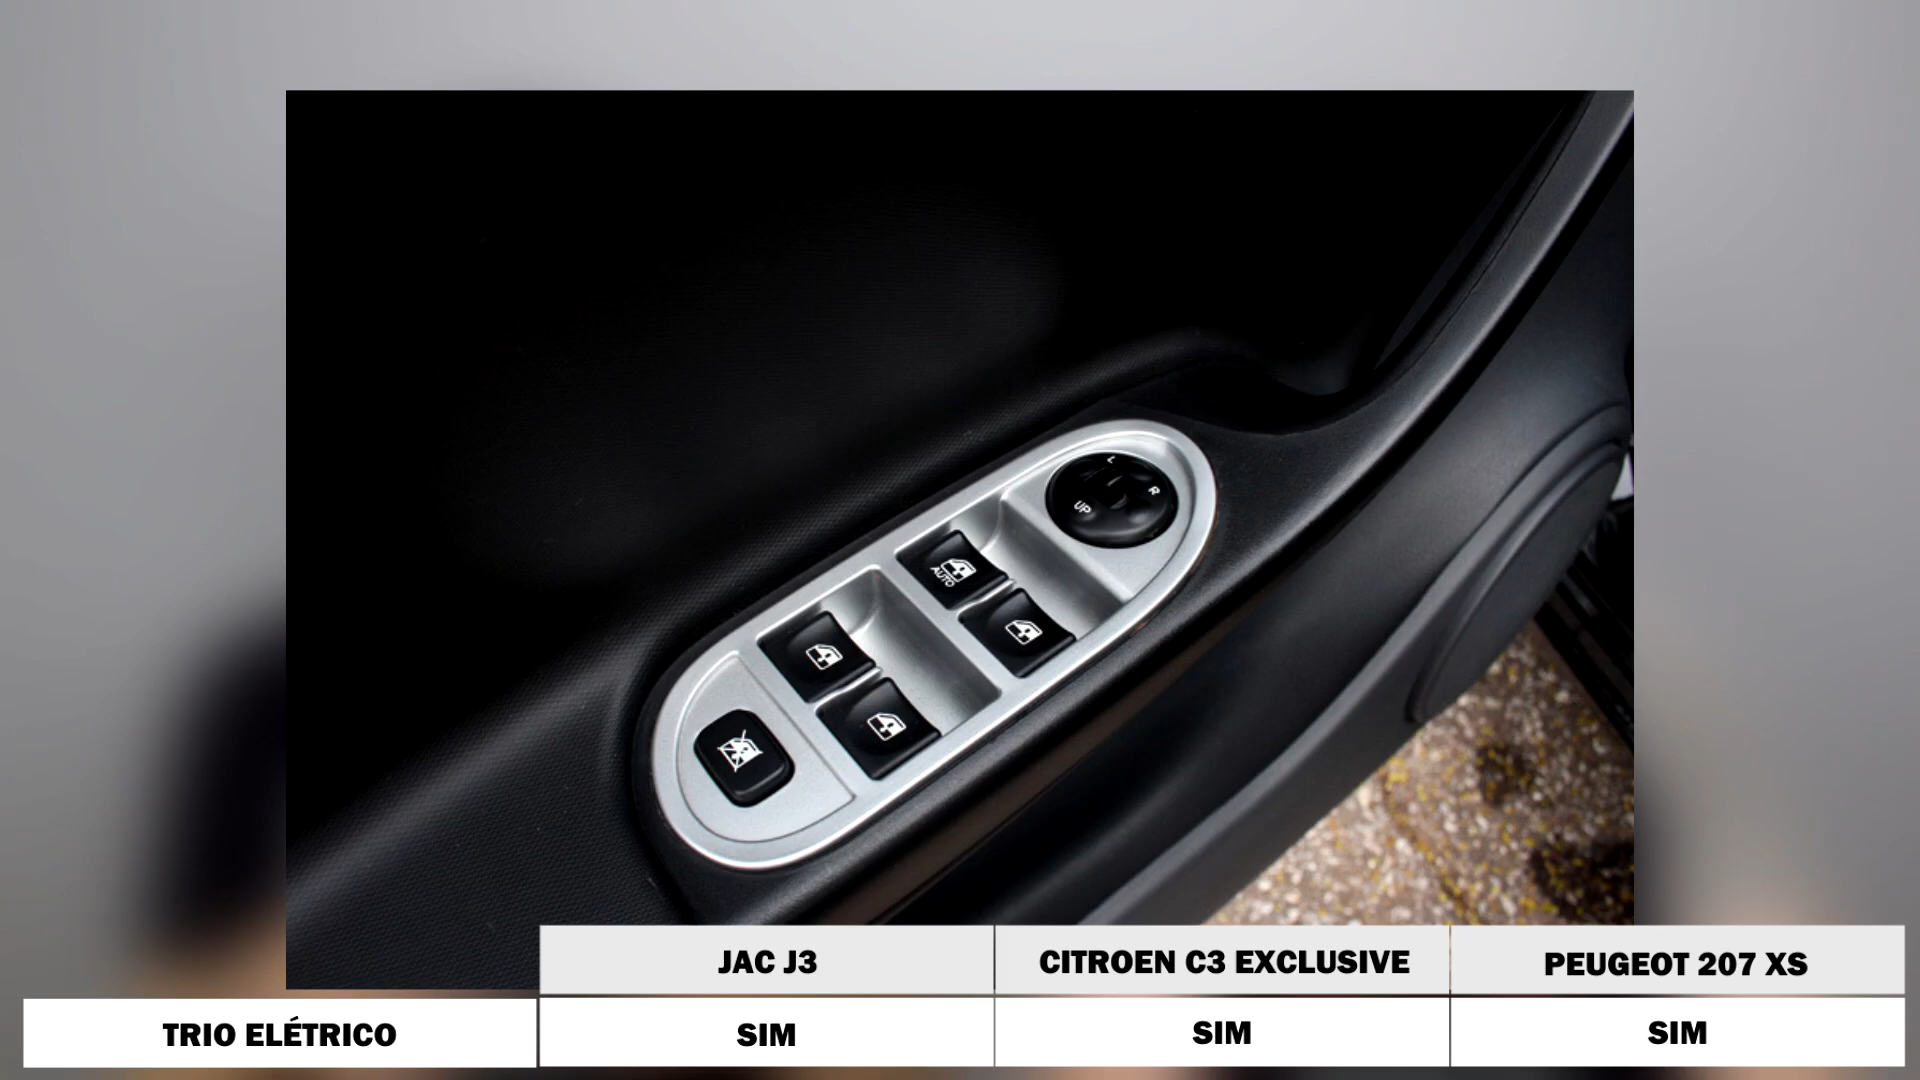 L
R
UP
AUTO
JAC J3 CITROEN C3 EXCLUSIVE PEUGEOT 207 XS
TRIO ELÉTRICO SIM SIM SIM